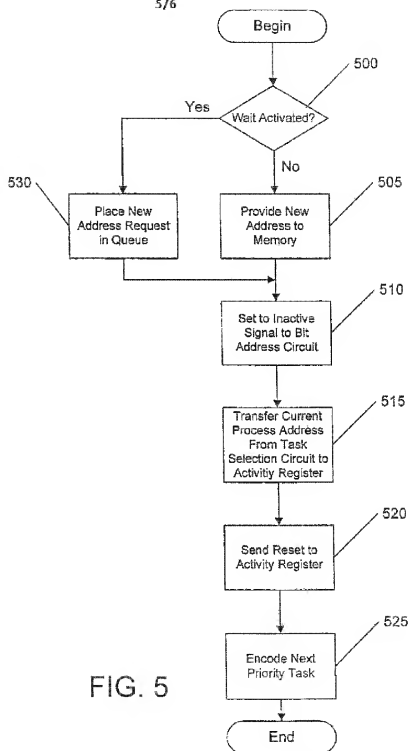 5/6
Begin
500
Wait Activated?
Yes
No
530
505
Place New
Address Request
in Queue
Provide New
Address to
Memory
510
Set to Inactive
Signal to Bit
Address Circuit
515
Transfer Current
Process Address
From Task
Selection Circuit to
Activitiy Register
520
Send Reset to
Activity Register
525
Encode Next
Priority Task
FIG. 5
End